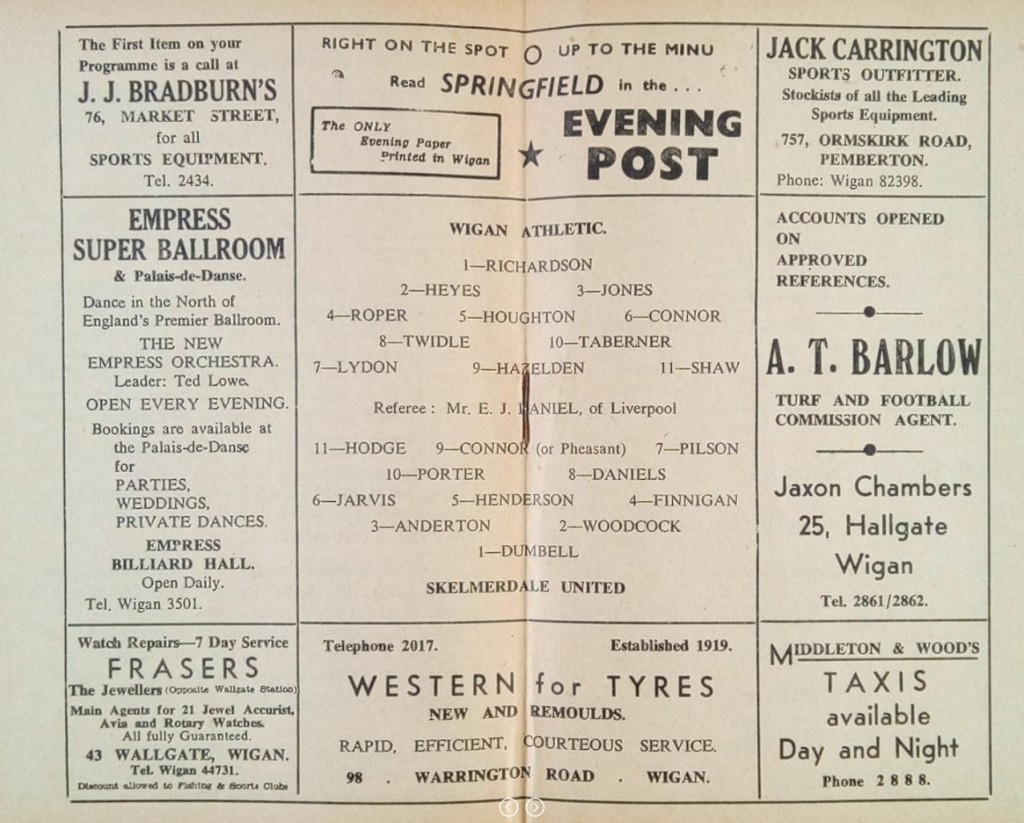 The First Item on your
Programme is a call at
J. J. BRADBURN'S
76, MARKET STREET,
for all
SPORTS EQUIPMENT.
Tel. 2434.
RIGHT ON THE SPOT UP TO THE MINU
Read SPRINGFIELD in the . . .
The ONLY
Evening Paper
Printed in Wigan
EVENING
★ POST
JACK CARRINGTON
SPORTS OUTFITTER.
Stockists of all the Leading
Sports Equipment.
757, ORMSKIRK ROAD,
PEMBERTON.
Phone: Wigan 82398.
EMPRESS
SUPER BALLROOM
& Palais-de-Danse.
Dance in the North of
England's Premier Ballroom.
THE NEW
EMPRESS ORCHESTRA.
Leader: Ted Lowe.
OPEN EVERY EVENING.
Bookings are available at
the Palais-de-Danse
for
PARTIES,
WEDDINGS,
PRIVATE DANCES.
EMPRESS
BILLIARD HALL.
Open Daily.
Tel. Wigan 3501.
WIGAN ATHLETIC.
1—RICHARDSON
2—HEYES 3—JONES
4—ROPER 5—HOUGHTON 6—CONNOR
8—TWIDLE 10—TABERNER
7—LYDON 9—HAZELDEN 11—SHAW
Referee : Mr. E. J. DANIEL, of Liverpool
11—HODGE 9—CONNOR (or Pheasant) 7—PILSON
10—PORTER 8—DANIELS
6—JARVIS 5—HENDERSON 4—FINNIGAN
3—ANDERTON 2—WOODCOCK
1—DUMBELL
SKELMERDALE UNITED
ACCOUNTS OPENED
ON
APPROVED
REFERENCES.
A. T. BARLOW
TURF AND FOOTBALL
COMMISSION AGENT.
Jaxon Chambers
25, Hallgate
Wigan
Tel. 2861/2862.
Watch Repairs—7 Day Service
FRASERS
The Jewellers (Opposite Wallgate Station)
Main Agents for 21 Jewel Accurist,
Avia and Rotary Watches.
All fully Guaranteed.
43 WALLGATE, WIGAN.
Tel. Wigan 44731.
Discount allowed to Fishing & Sports Clubs
Telephone 2017. Established 1919.
WESTERN for TYRES
NEW AND REMOULDS.
RAPID, EFFICIENT, COURTEOUS SERVICE.
98 . WARRINGTON ROAD . WIGAN.
MIDDLETON & WOOD'S
TAXIS
available
Day and Night
Phone 2888.